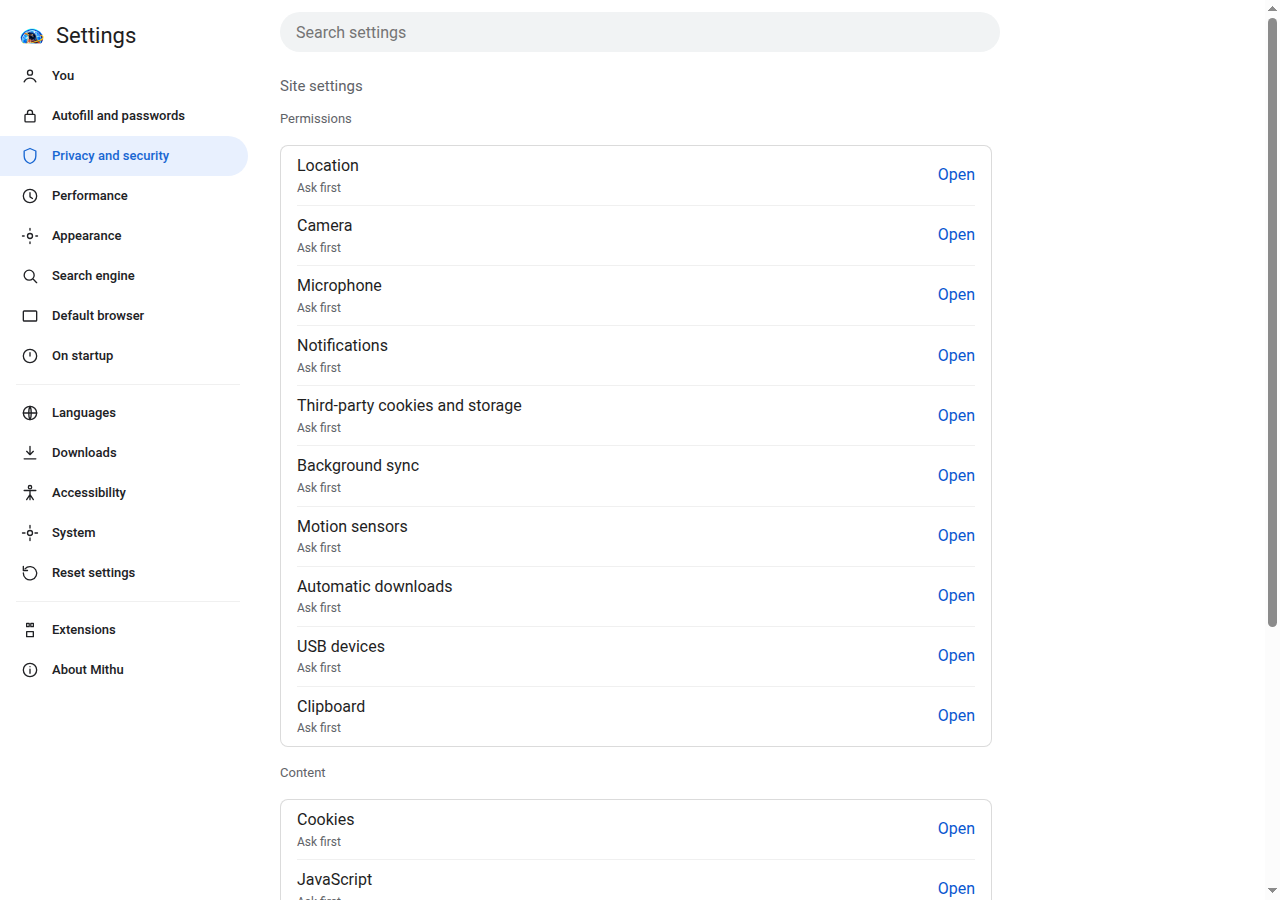 Settings
You
Autofill and passwords
Privacy and security
Performance
Appearance
Search engine
Default browser
On startup
Languages
Downloads
Accessibility
System
Reset settings
Extensions
About Mithu
Search settings
Site settings
Permissions
Location
Ask first
Open
Camera
Ask first
Open
Microphone
Ask first
Open
Notifications
Ask first
Open
Third-party cookies and storage
Ask first
Open
Background sync
Ask first
Open
Motion sensors
Ask first
Open
Automatic downloads
Ask first
Open
USB devices
Ask first
Open
Clipboard
Ask first
Open
Content
Cookies
Ask first
Open
JavaScript
Open